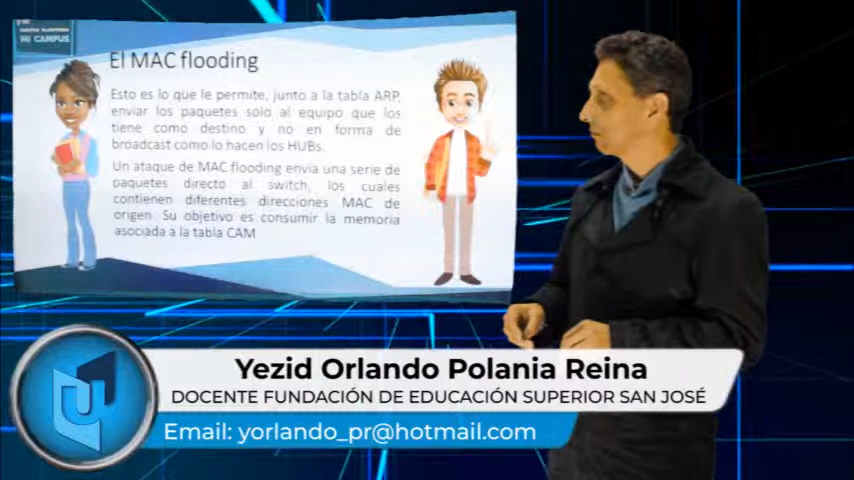 MI CAMPUS
El MAC flooding
Esto es lo que le permite, junto a la tabla ARP,
enviar los paquetes solo al equipo que los
tiene como destino y no en forma de
broadcast como lo hacen los HUBs.
Un ataque de MAC flooding envía una serie de
paquetes directo al switch, los cuales
contienen diferentes direcciones MAC de
origen. Su objetivo es consumir la memoria
asociada a la tabla CAM
Yezid Orlando Polania Reina
DOCENTE FUNDACIÓN DE EDUCACIÓN SUPERIOR SAN JOSÉ
Email: yorlando_pr@hotmail.com